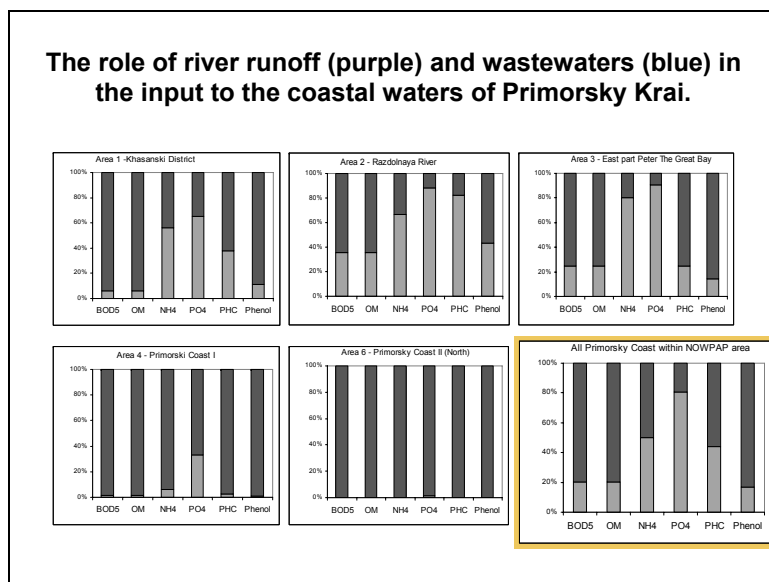 The role of river runoff (purple) and wastewaters (blue) in
the input to the coastal waters of Primorsky Krai.
Area 1 -Khasanski District
100%
80%
60%
40%
20%
0%
BOD5 OM NH4 PO4 PHC Phenol
Area 2 - Razdolnaya River
100%
80%
60%
40%
20%
0%
BOD5 OM NH4 PO4 PHC Phenol
Area 3 - East part Peter The Great Bay
100%
80%
60%
40%
20%
0%
BOD5 OM NH4 PO4 PHC Phenol
Area 4 - Primorski Coast I
100%
80%
60%
40%
20%
0%
BOD5 OM NH4 PO4 PHC Phenol
Area 6 - Primorsky Coast II (North)
100%
80%
60%
40%
20%
0%
BOD5 OM NH4 PO4 PHC Phenol
All Primorsky Coast within NOWPAP area
100%
80%
60%
40%
20%
0%
BOD5 OM NH4 PO4 PHC Phenol